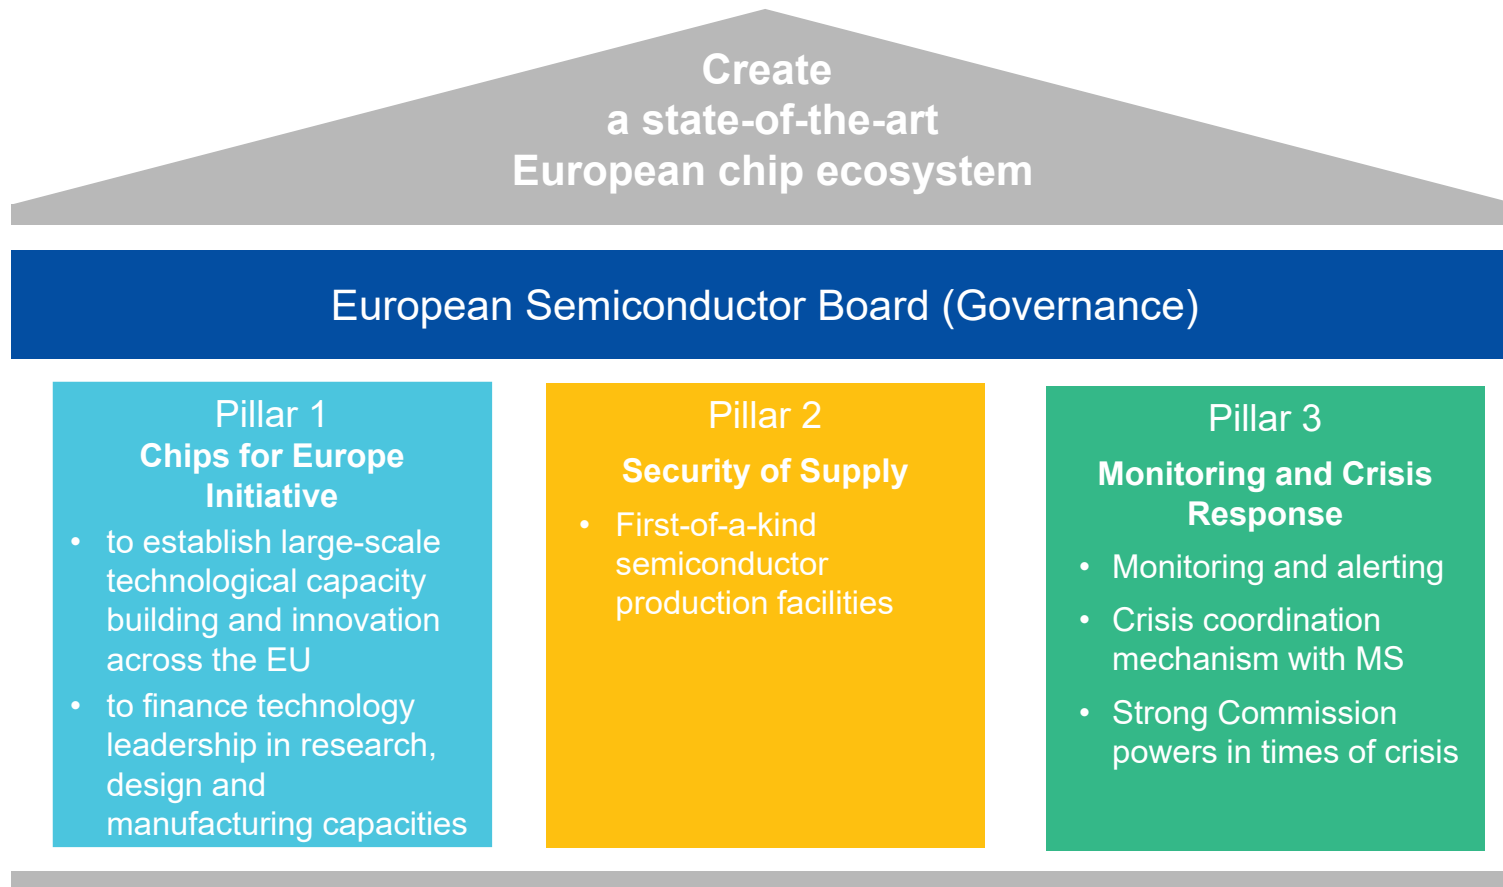 Create
a state-of-the-art
European chip ecosystem
European Semiconductor Board (Governance)
Pillar 1
Chips for Europe
Initiative
• to establish large-scale
technological capacity
building and innovation
across the EU
• to finance technology
leadership in research,
design and
manufacturing capacities
Pillar 2
Security of Supply
• First-of-a-kind
semiconductor
production facilities
Pillar 3
Monitoring and Crisis
Response
• Monitoring and alerting
• Crisis coordination
mechanism with MS
• Strong Commission
powers in times of crisis